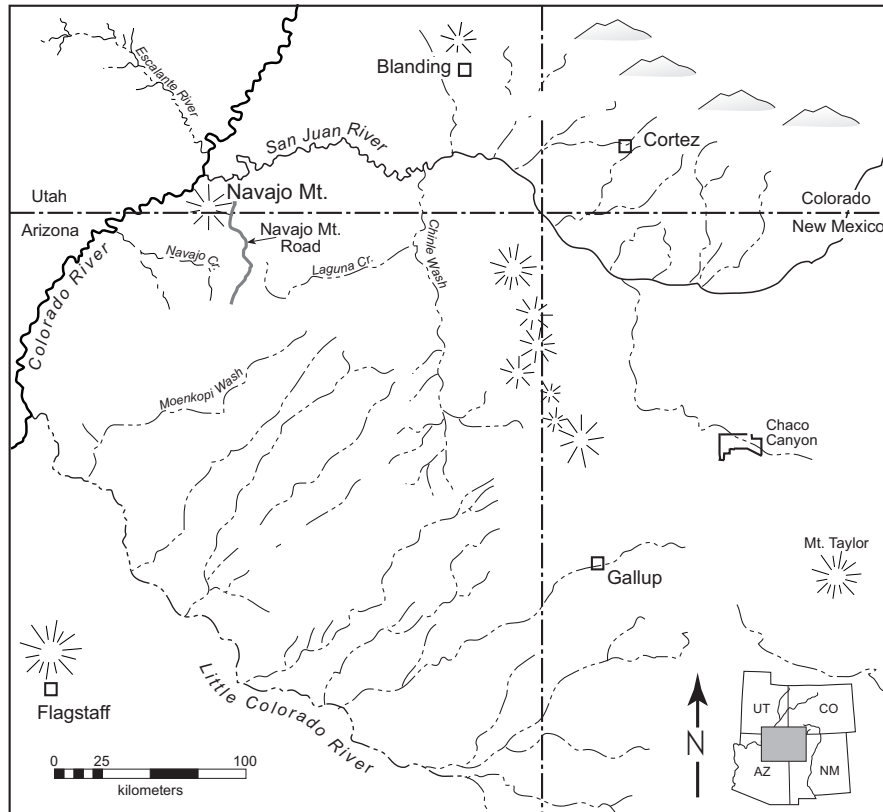 Escalante River
Blanding
San Juan River
Cortez
Utah
Navajo Mt.
Colorado
Arizona
Navajo Mt.
Road
New Mexico
Navajo C.
Laguna Cr.
Chinle Wash
Colorado River
Moenkopi Wash
Chaco
Canyon
Mt. Taylor
Gallup
Little Colorado River
Flagstaff
N
UT
CO
AZ
NM
0 25 100
kilometers